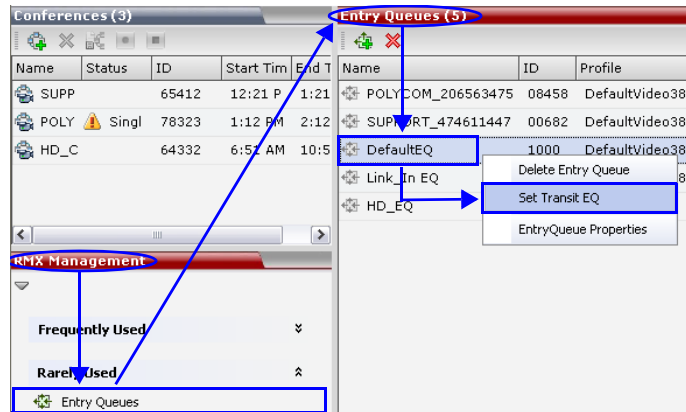 Conferences (3)
Name Status ID Start Tim End T
SUPP 65412 12:21 P 1:21
POLY Singl 78323 1:12 PM 2:12
HD_C 64332 6:51 AM 10:5
RMX Management
Frequently Used
Rarely Used
Entry Queues
Entry Queues (5)
Name ID Profile
POLYCOM_206563475 08458 DefaultVideo38
SUPPORT_474611447 00682 DefaultVideo38
DefaultEQ 1000 DefaultVideo38
Link_In EQ 8
HD_EQ
Delete Entry Queue
Set Transit EQ
EntryQueue Properties